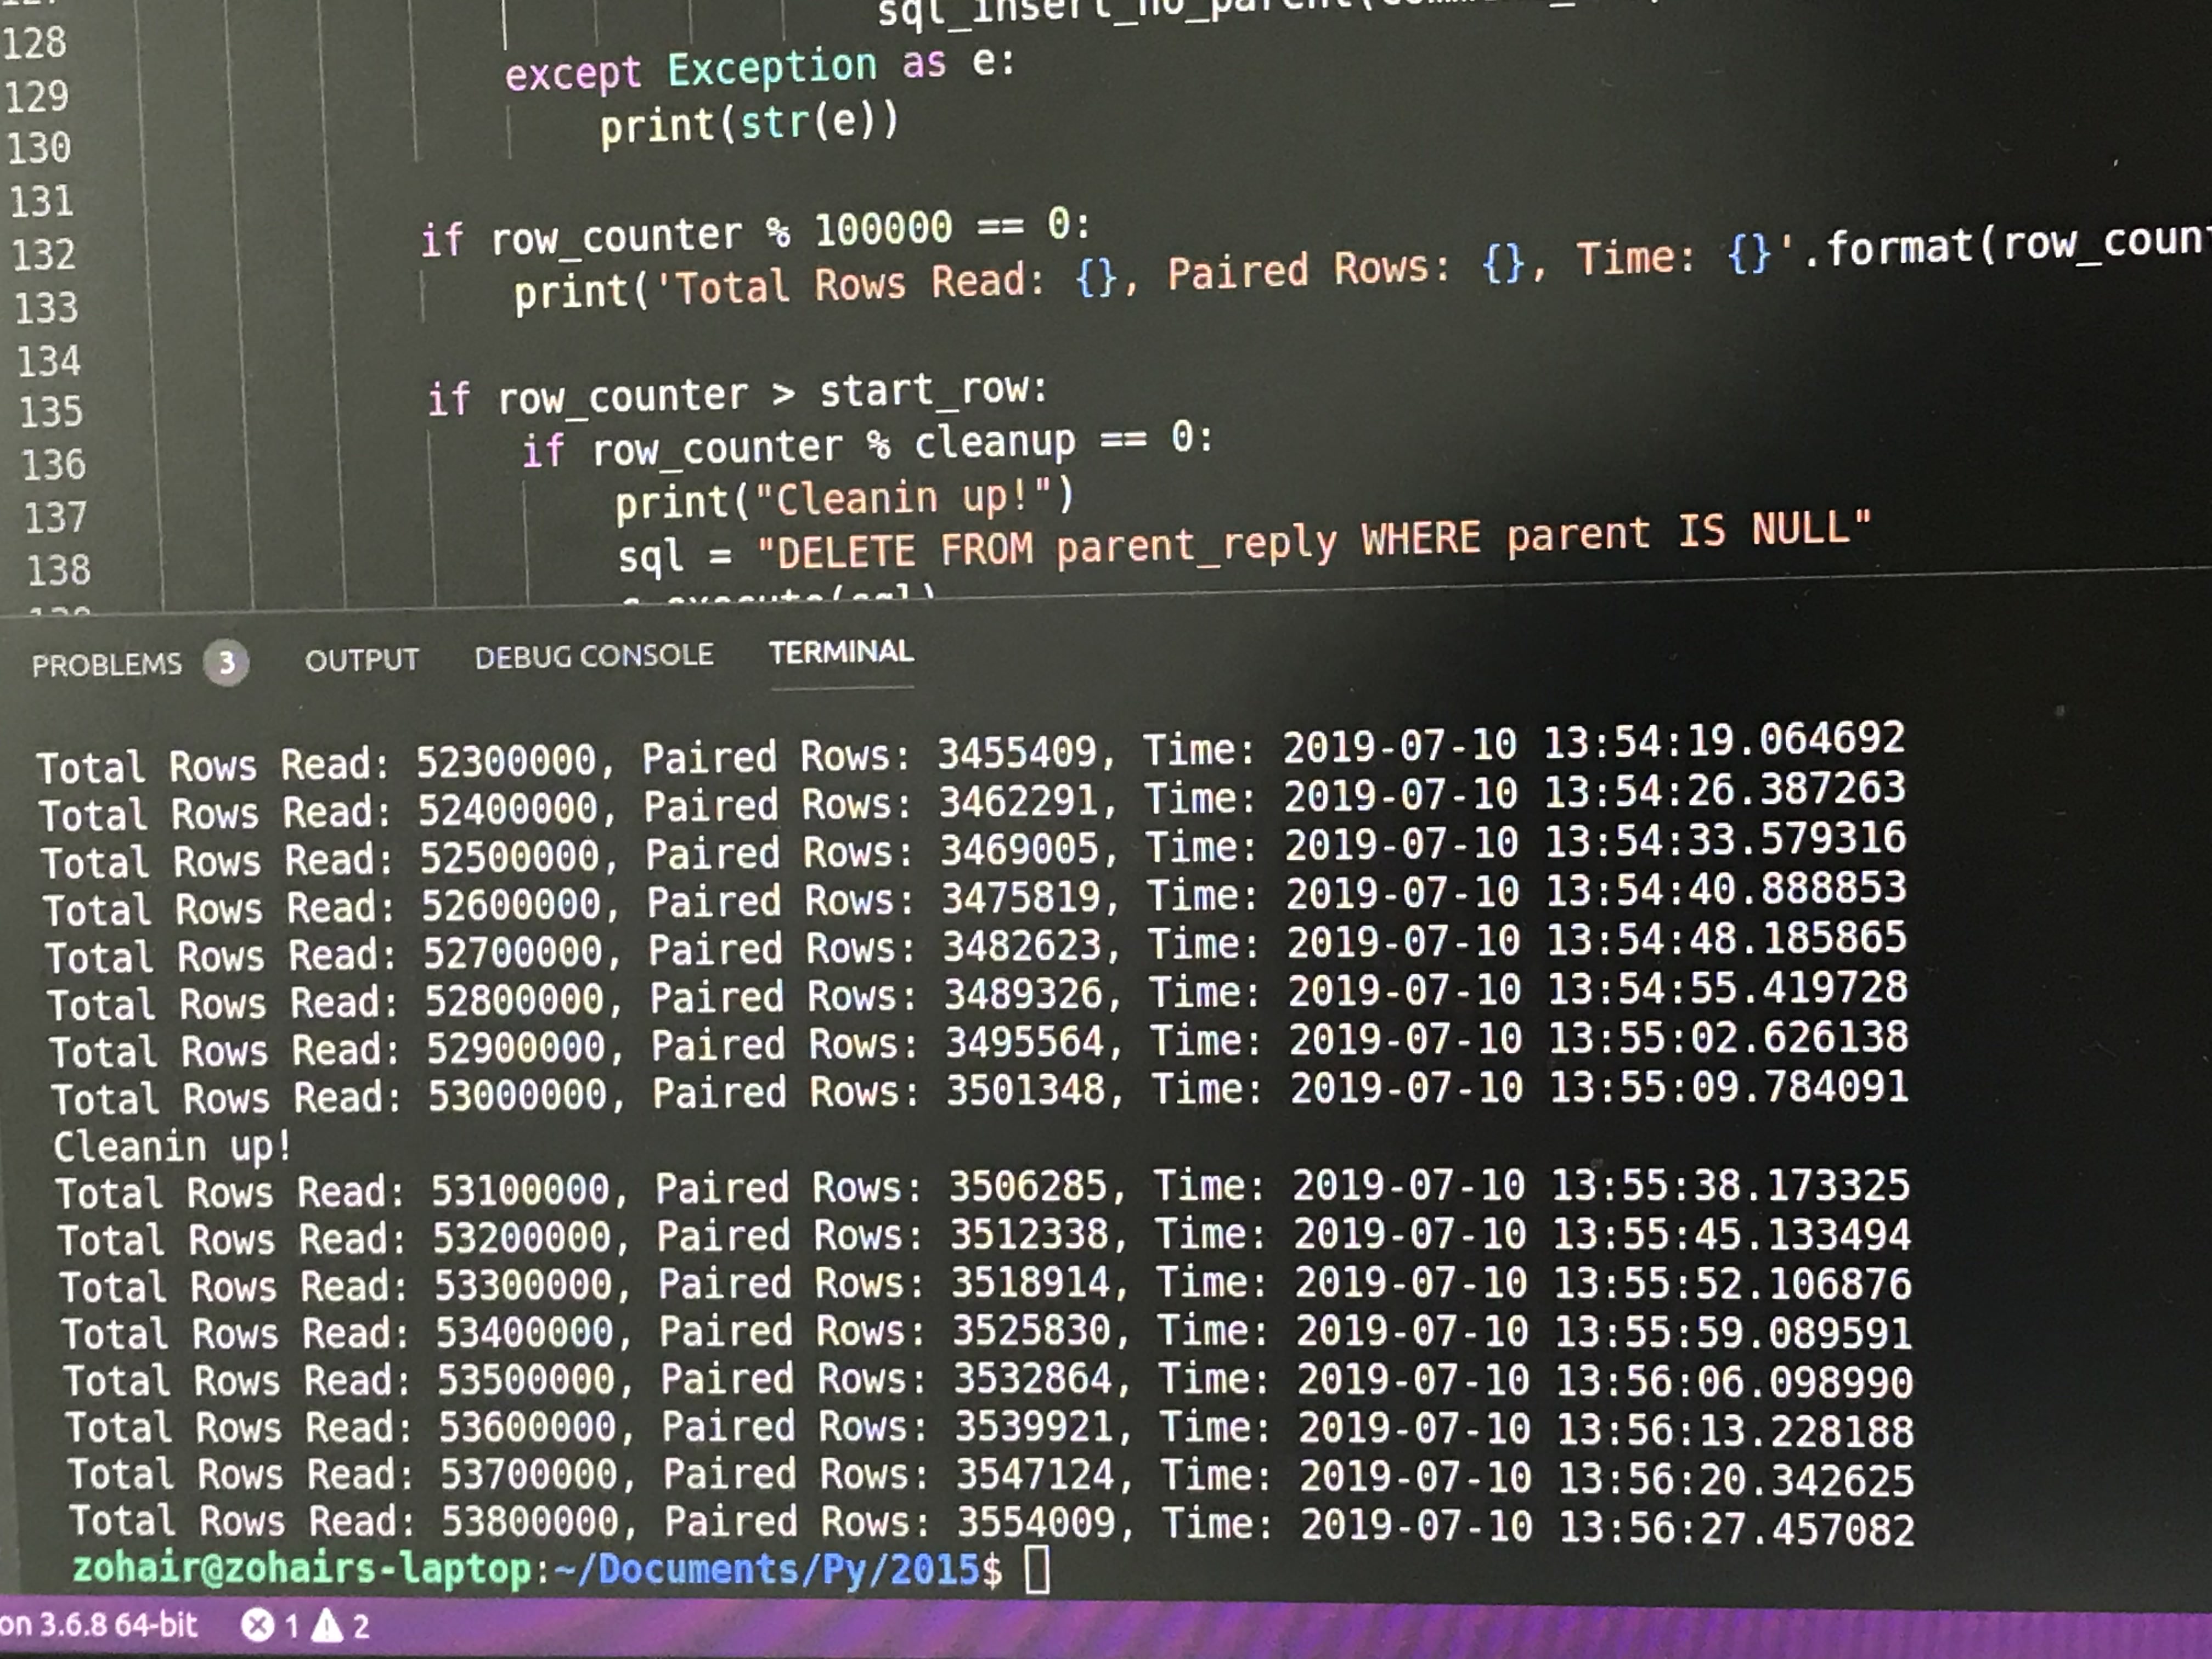 128
except Exception as e:
129
print(str(e))
130
131
if row_counter % 100000 == 0:
132
print('Total Rows Read: {}, Paired Rows: {}, Time: {}'.format(row_coun
133
134
if row_counter > start_row:
135
if row_counter % cleanup == 0:
136
print("Cleanin up!")
137
sql = "DELETE FROM parent_reply WHERE parent IS NULL"
138
PROBLEMS 3 OUTPUT DEBUG CONSOLE TERMINAL
Total Rows Read: 52300000, Paired Rows: 3455409, Time: 2019-07-10 13:54:19.064692
Total Rows Read: 52400000, Paired Rows: 3462291, Time: 2019-07-10 13:54:26.387263
Total Rows Read: 52500000, Paired Rows: 3469005, Time: 2019-07-10 13:54:33.579316
Total Rows Read: 52600000, Paired Rows: 3475819, Time: 2019-07-10 13:54:40.888853
Total Rows Read: 52700000, Paired Rows: 3482623, Time: 2019-07-10 13:54:48.185865
Total Rows Read: 52800000, Paired Rows: 3489326, Time: 2019-07-10 13:54:55.419728
Total Rows Read: 52900000, Paired Rows: 3495564, Time: 2019-07-10 13:55:02.626138
Total Rows Read: 53000000, Paired Rows: 3501348, Time: 2019-07-10 13:55:09.784091
Cleanin up!
Total Rows Read: 53100000, Paired Rows: 3506285, Time: 2019-07-10 13:55:38.173325
Total Rows Read: 53200000, Paired Rows: 3512338, Time: 2019-07-10 13:55:45.133494
Total Rows Read: 53300000, Paired Rows: 3518914, Time: 2019-07-10 13:55:52.106876
Total Rows Read: 53400000, Paired Rows: 3525830, Time: 2019-07-10 13:55:59.089591
Total Rows Read: 53500000, Paired Rows: 3532864, Time: 2019-07-10 13:56:06.098990
Total Rows Read: 53600000, Paired Rows: 3539921, Time: 2019-07-10 13:56:13.228188
Total Rows Read: 53700000, Paired Rows: 3547124, Time: 2019-07-10 13:56:20.342625
Total Rows Read: 53800000, Paired Rows: 3554009, Time: 2019-07-10 13:56:27.457082
zohair@zohairs-laptop:~/Documents/Py/2015$
on 3.6.8 64-bit 1 2